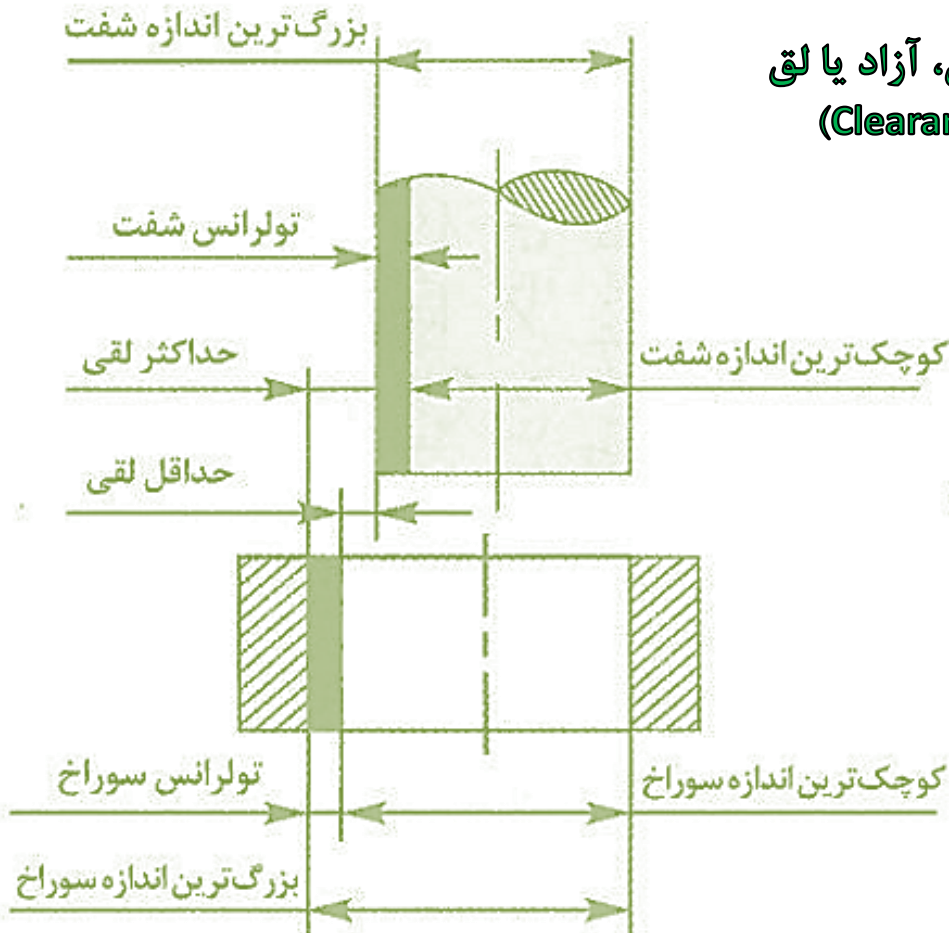 بزرگ‌ترین اندازه شفت
، آزاد یا لق
تولرانس شفت
حداکثر لقی
کوچک‌ترین اندازه شفت
حداقل لقی
تولرانس سوراخ
کوچک‌ترین اندازه سوراخ
بزرگ‌ترین اندازه سوراخ